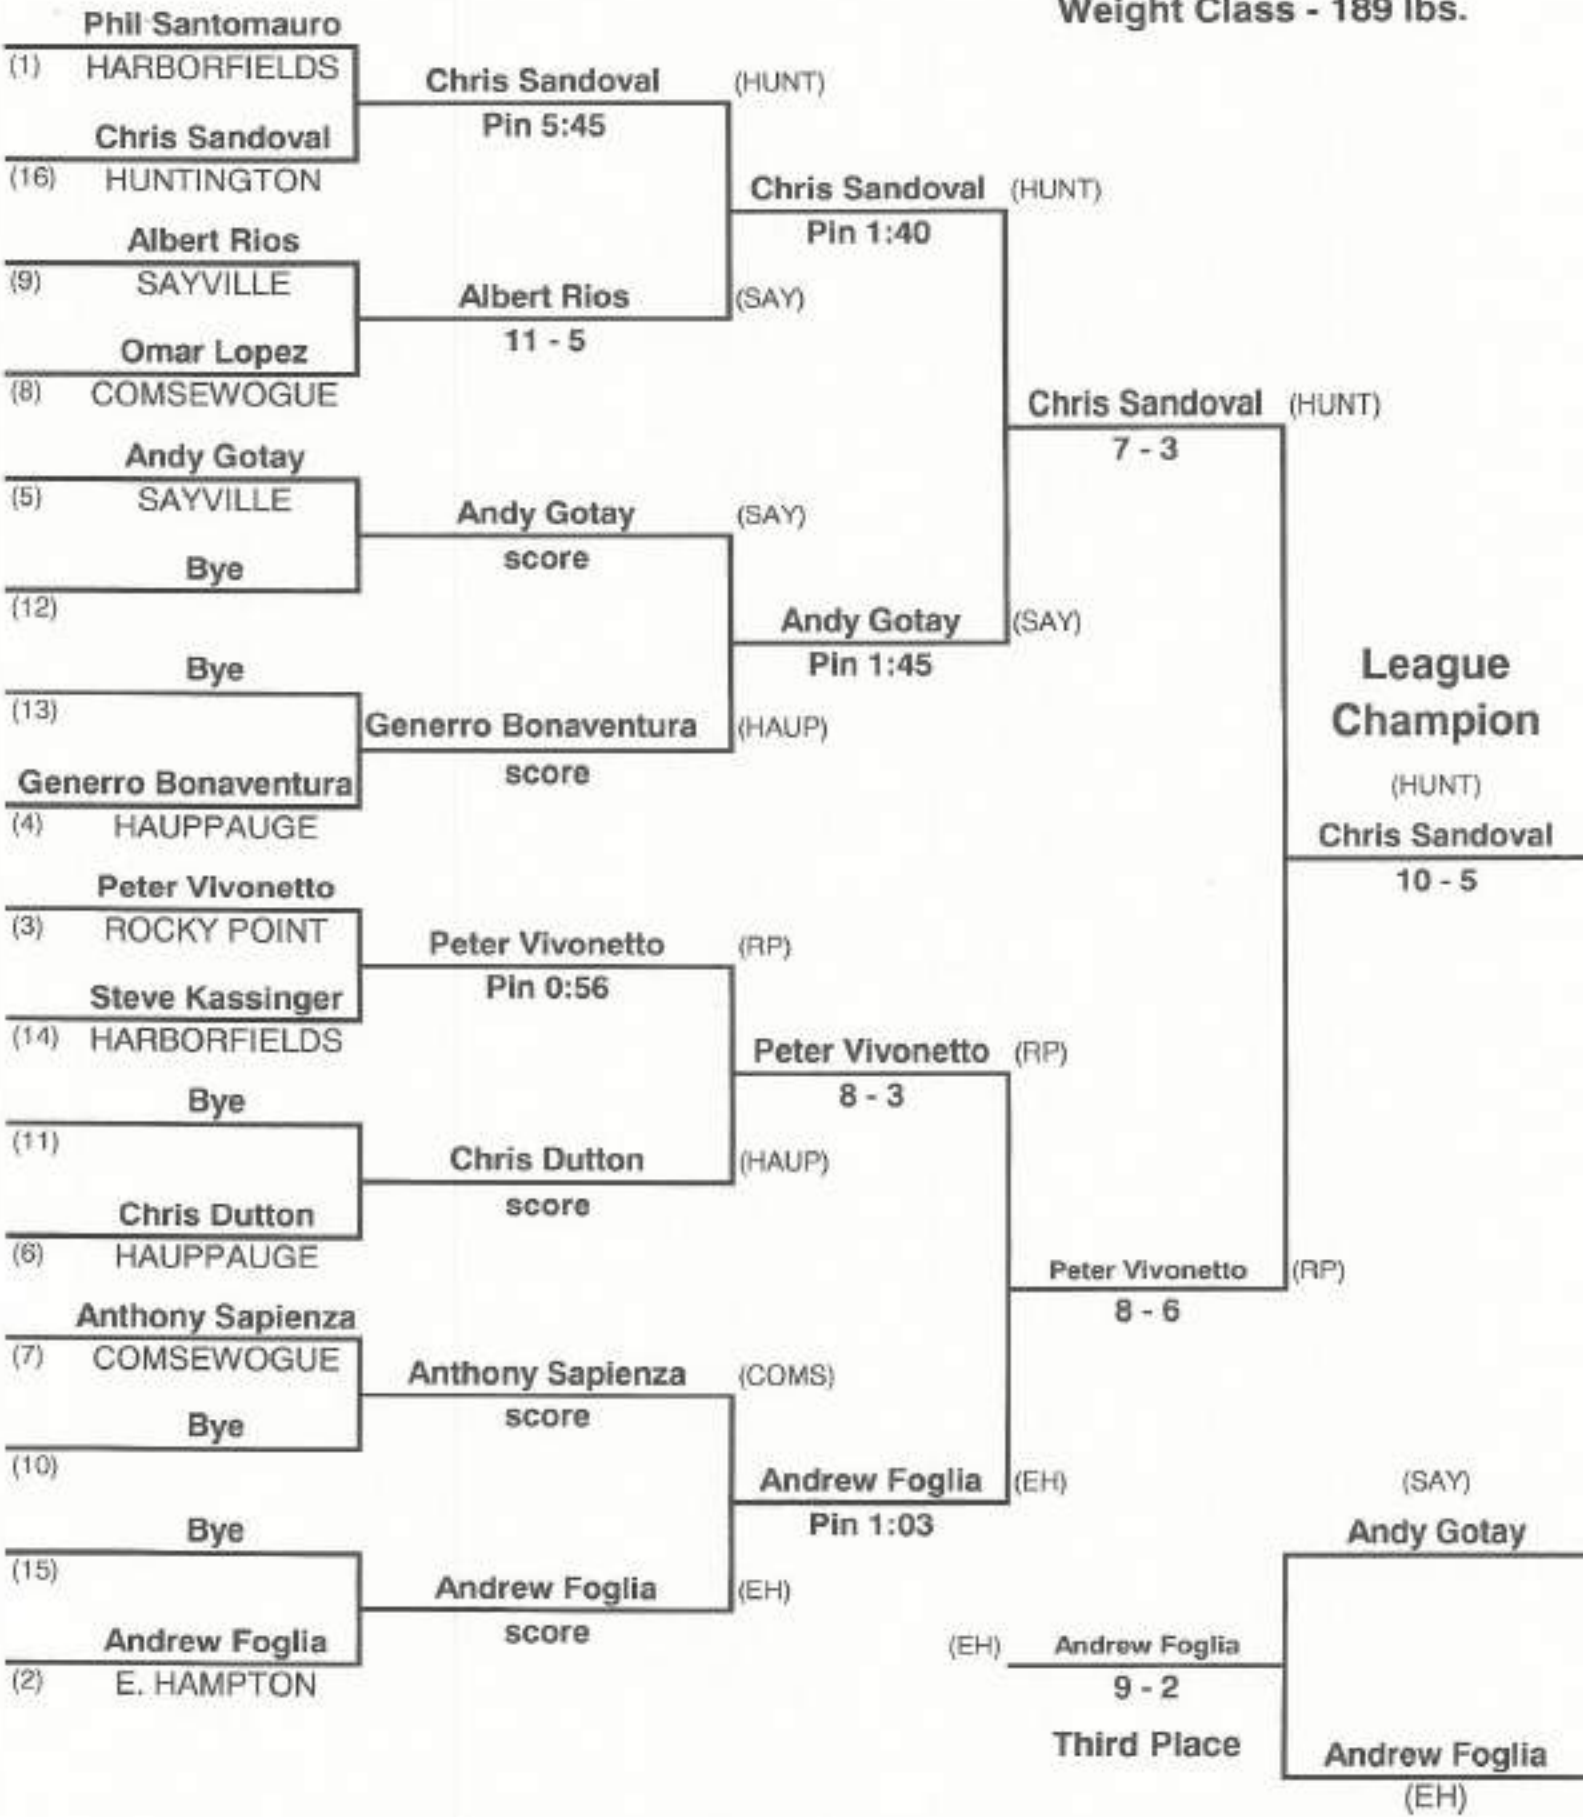 Weight Class - 189 lbs.
Phil Santomauro
(1) HARBORFIELDS
Chris Sandoval
(16) HUNTINGTON
Albert Rios
(9) SAYVILLE
Omar Lopez
(8) COMSEWOGUE
Andy Gotay
(5) SAYVILLE
Bye
(12)
Bye
(13)
Generro Bonaventura
(4) HAUPPAUGE
Peter Vivonetto
(3) ROCKY POINT
Steve Kassinger
(14) HARBORFIELDS
Bye
(11)
Chris Dutton
(6) HAUPPAUGE
Anthony Sapienza
(7) COMSEWOGUE
Bye
(10)
Bye
(15)
Andrew Foglia
(2) E. HAMPTON
Chris Sandoval (HUNT)
Pin 5:45
Albert Rios (SAY)
11 - 5
Andy Gotay (SAY)
score
Generro Bonaventura (HAUP)
score
Peter Vivonetto (RP)
Pin 0:56
Chris Dutton (HAUP)
score
Anthony Sapienza (COMS)
score
Andrew Foglia (EH)
score
Chris Sandoval (HUNT)
Pin 1:40
Andy Gotay (SAY)
Pin 1:45
Peter Vivonetto (RP)
8 - 3
Andrew Foglia (EH)
Pin 1:03
Chris Sandoval (HUNT)
7 - 3
Peter Vivonetto (RP)
8 - 6
League
Champion
(HUNT)
Chris Sandoval
10 - 5
(SAY)
Andy Gotay
(EH) Andrew Foglia
9 - 2
Third Place
Andrew Foglia
(EH)